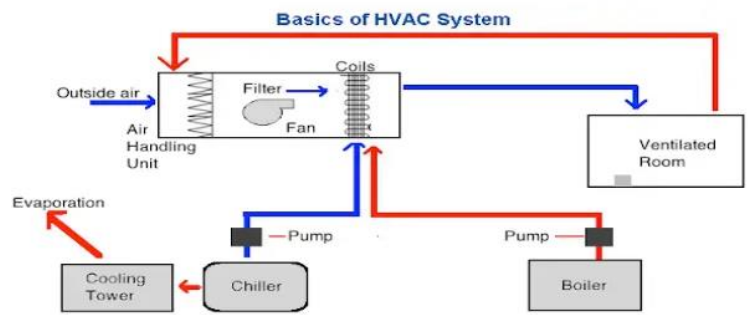 Basics of HVAC System
Coils
Outside air
Filter
Fan
Air
Handling
Unit
Ventilated
Room
Evaporation
Pump
Pump
Cooling
Tower
Chiller
Boiler